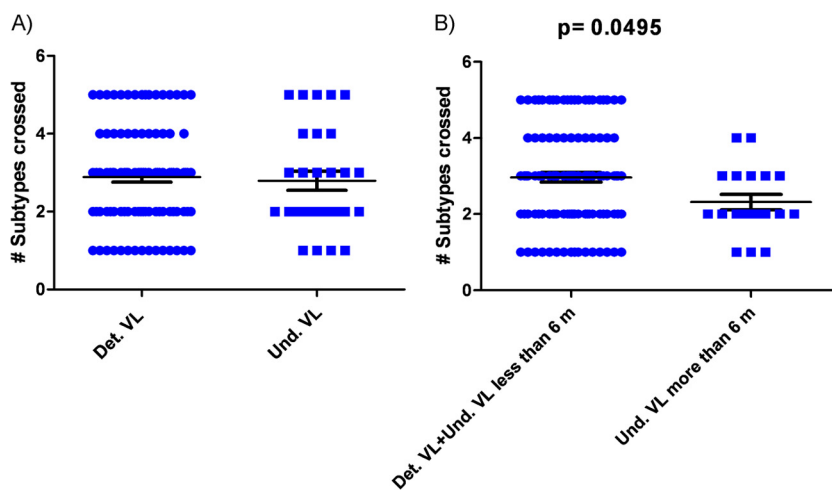 A)
# Subtypes crossed
6
4
2
0
Det. VL
Und. VL
B)
p= 0.0495
# Subtypes crossed
6
4
2
0
Det. VL+Und. VL less than 6 m
Und. VL more than 6 m